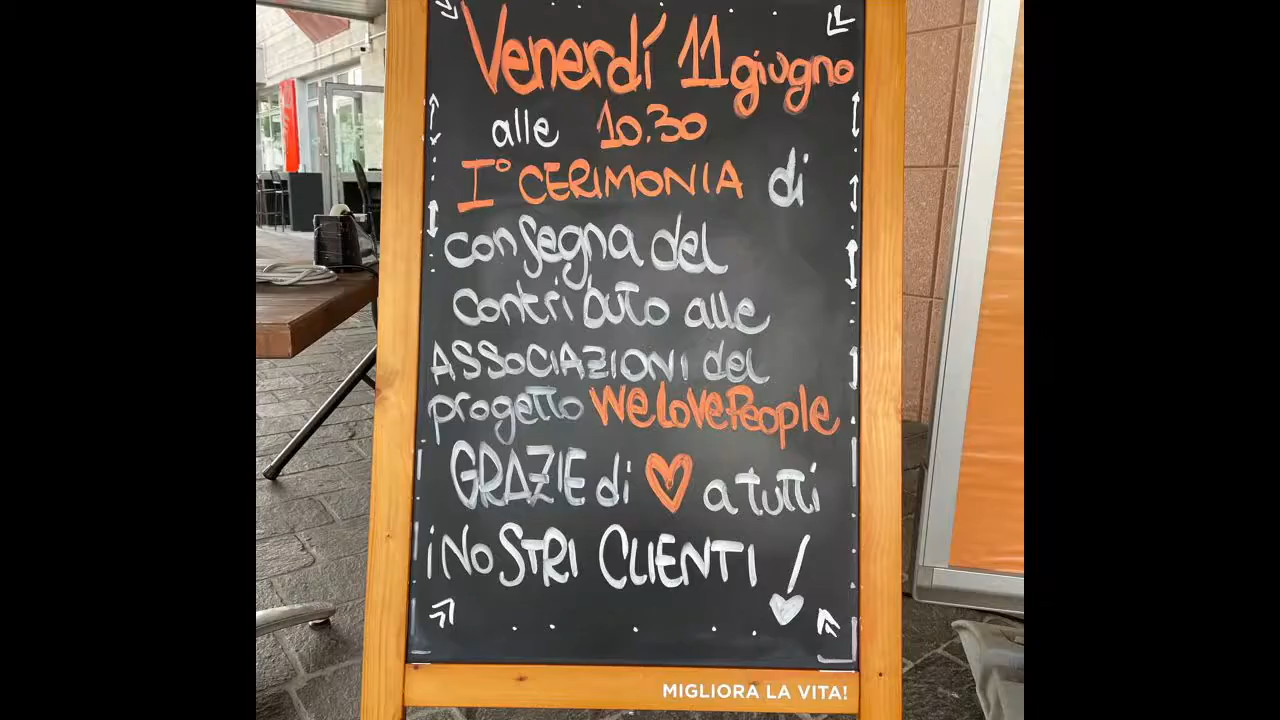 Venerdí 11 giugno
alle 10.30
I° CERIMONIA di
consegna del
contributo alle
ASSOCIAZIONI del
progetto WeLovePeople
GRAZIE di ♡ a tutti
i NOSTRI CLIENTI!
MIGLIORA LA VITA!